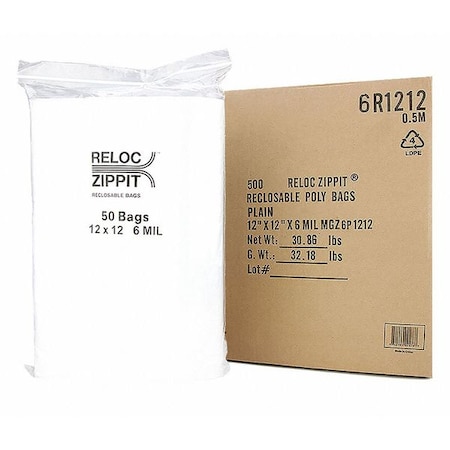 RELOC
ZIPPIT
RECLOSABLE BAGS
50 Bags
12 x 12 6 MIL
6R1212
0.5M
4
LDPE
500 RELOC ZIPPIT®
RECLOSABLE POLY BAGS
PLAIN
12" X 12" X 6 MIL MGZ6P1212
Net Wt: 30.86 lbs
G. Wt.: 32.18 lbs
Lot#